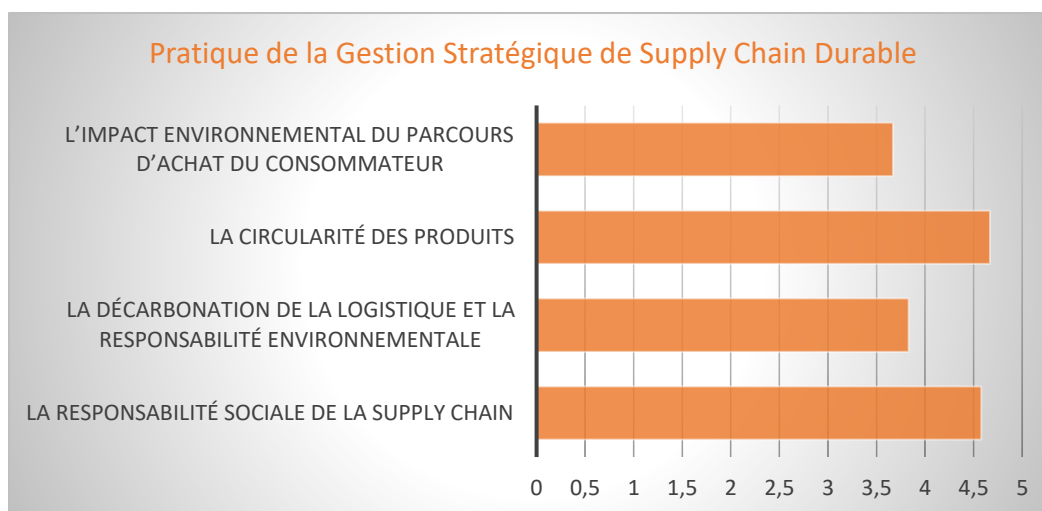 Pratique de la Gestion Stratégique de Supply Chain Durable
L’IMPACT ENVIRONNEMENTAL DU PARCOURS
D’ACHAT DU CONSOMMATEUR
LA CIRCULARITÉ DES PRODUITS
LA DÉCARBONATION DE LA LOGISTIQUE ET LA
RESPONSABILITÉ ENVIRONNEMENTALE
LA RESPONSABILITÉ SOCIALE DE LA SUPPLY CHAIN
0 0,5 1 1,5 2 2,5 3 3,5 4 4,5 5